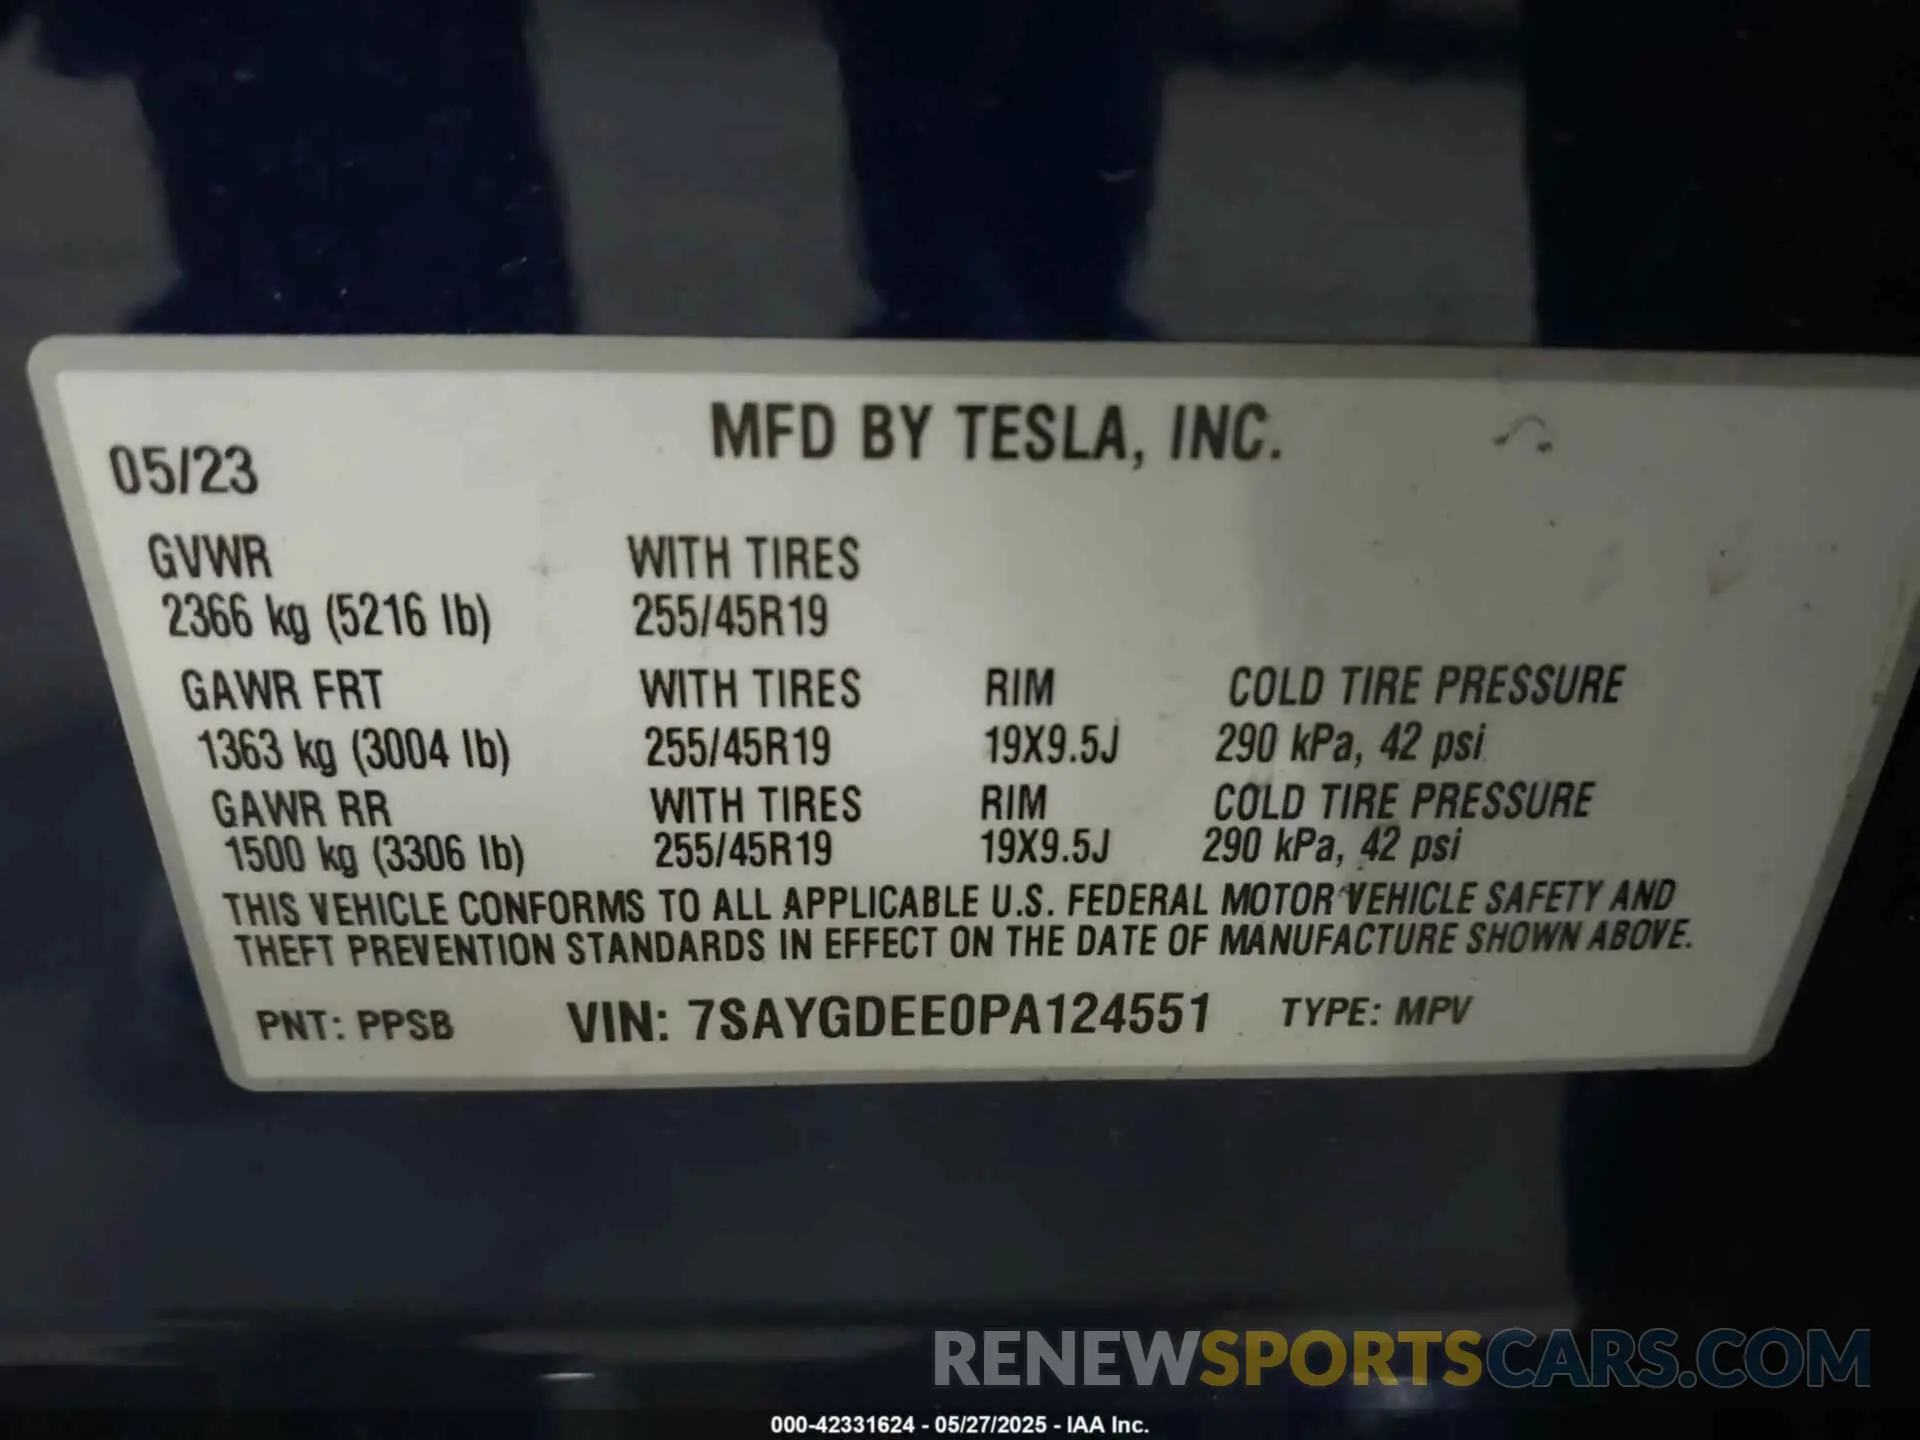 MFD BY TESLA, INC.
05/23
GVWR WITH TIRES
2366 kg (5216 lb) 255/45R19
GAWR FRT WITH TIRES RIM COLD TIRE PRESSURE
1363 kg (3004 lb) 255/45R19 19X9.5J 290 kPa, 42 psi
GAWR RR WITH TIRES RIM COLD TIRE PRESSURE
1500 kg (3306 lb) 255/45R19 19X9.5J 290 kPa, 42 psi
THIS VEHICLE CONFORMS TO ALL APPLICABLE U.S. FEDERAL MOTOR VEHICLE SAFETY AND
THEFT PREVENTION STANDARDS IN EFFECT ON THE DATE OF MANUFACTURE SHOWN ABOVE.
PNT: PPSB VIN: 7SAYGDEE0PA124551 TYPE: MPV
RENEWSPORTSCARS.COM
000-42331624 - 05/27/2025 - IAA Inc.